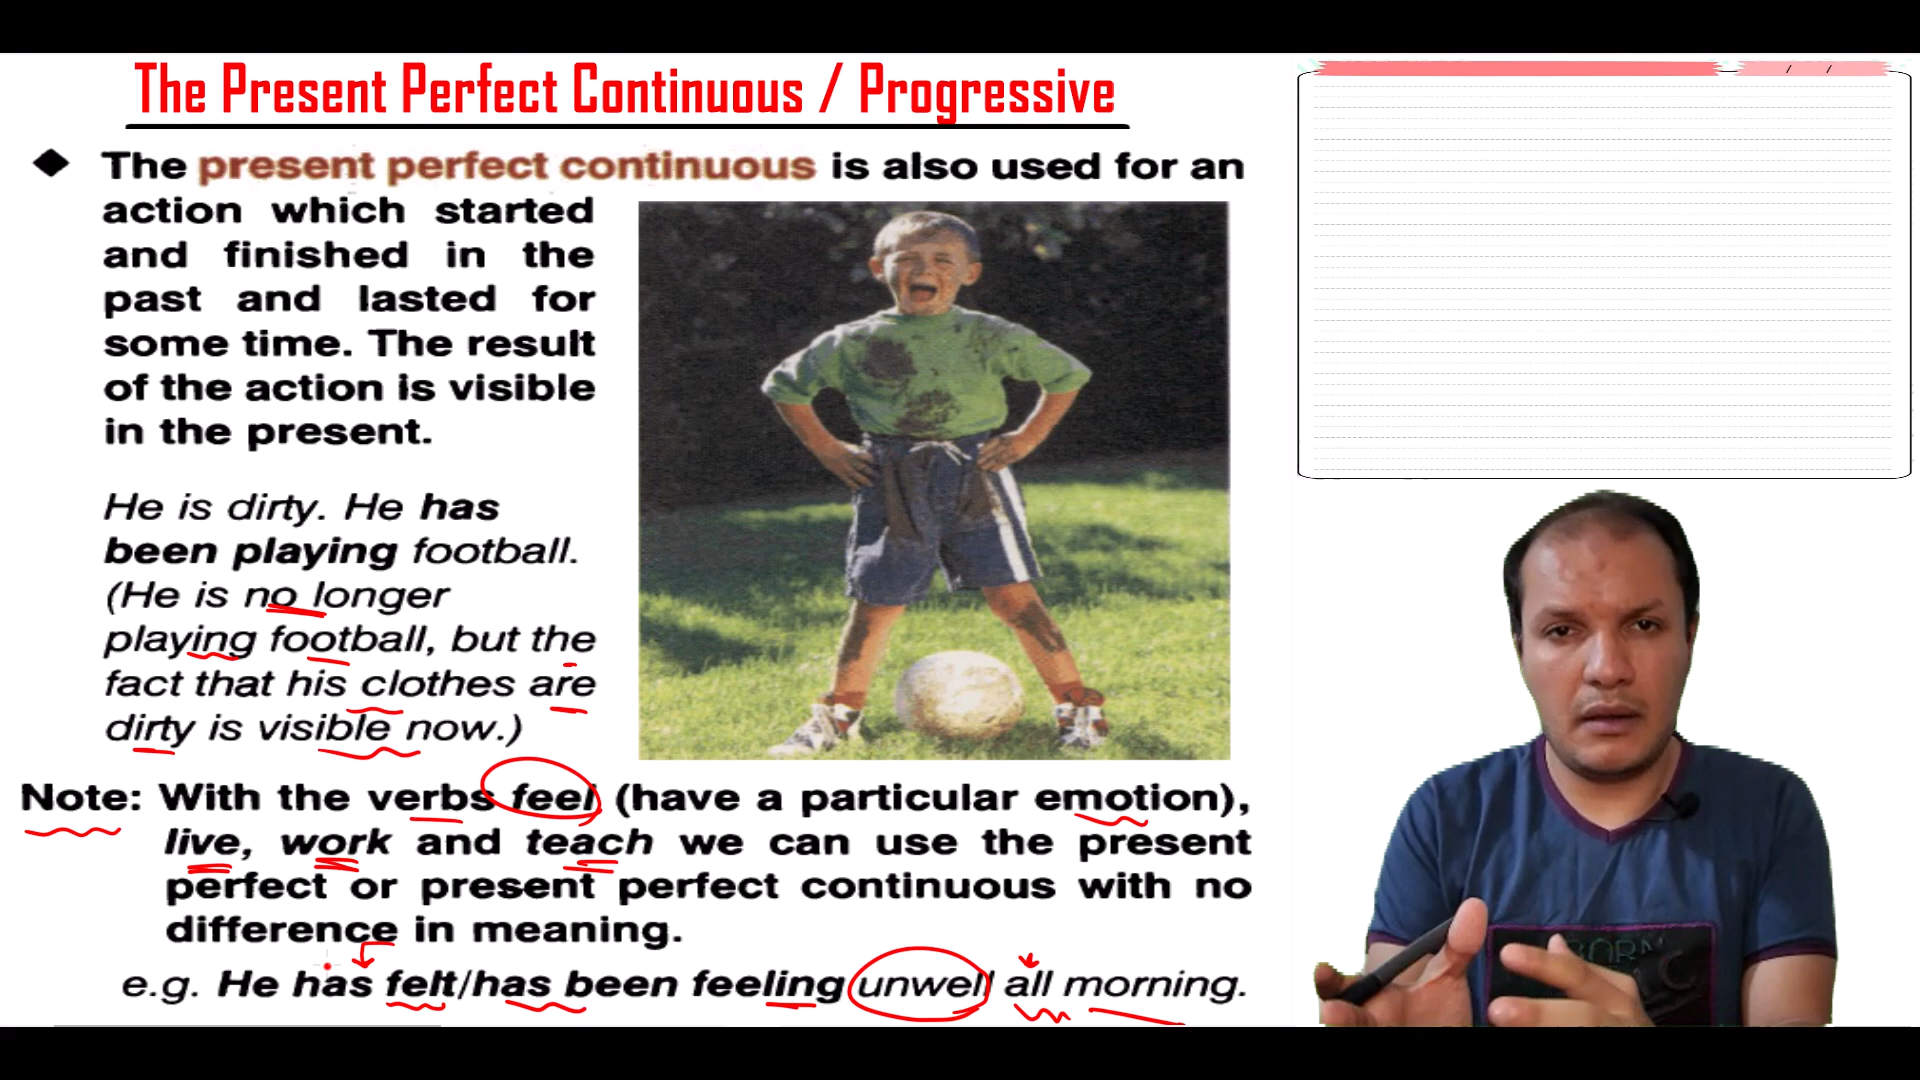 The Present Perfect Continuous / Progressive
◆ The present perfect continuous is also used for an
action which started
and finished in the
past and lasted for
some time. The result
of the action is visible
in the present.
He is dirty. He has
been playing football.
(He is no longer
playing football, but the
fact that his clothes are
dirty is visible now.)
Note: With the verbs feel (have a particular emotion),
live, work and teach we can use the present
perfect or present perfect continuous with no
difference in meaning.
e.g. He has felt/has been feeling unwell all morning.
/ /